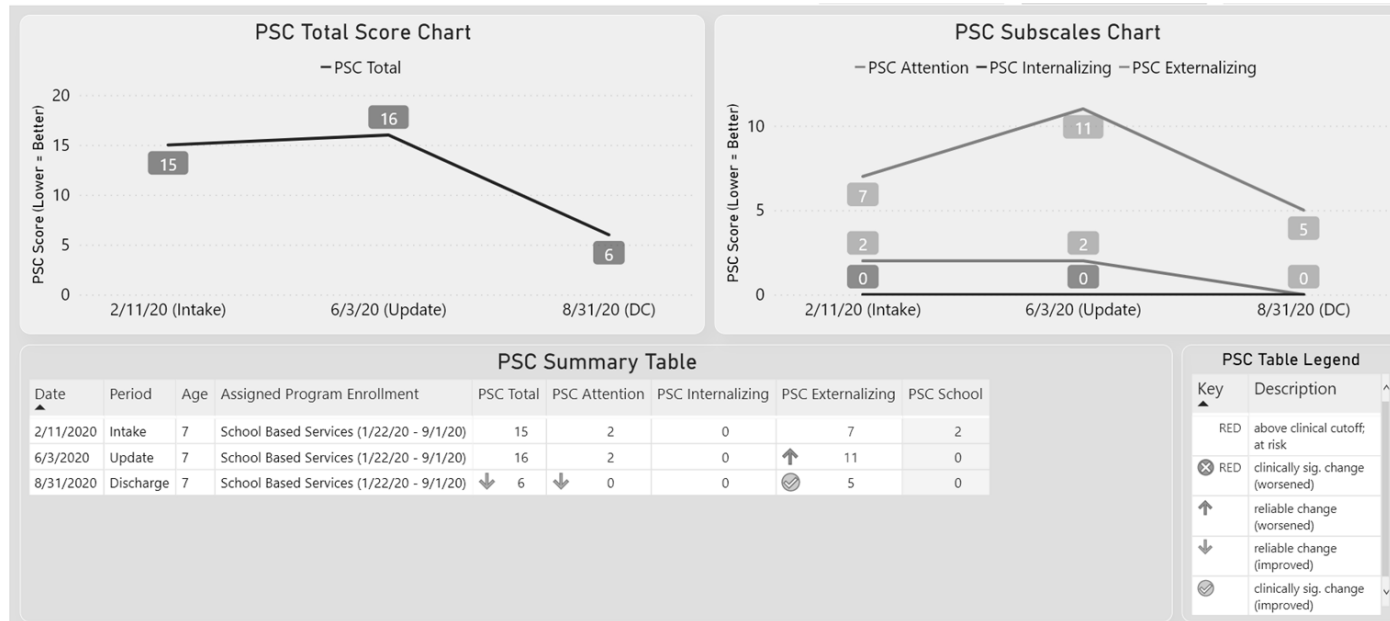 PSC Total Score Chart
PSC Total
PSC Score (Lower = Better)
20
15
10
5
0
15
16
6
2/11/20 (Intake)
6/3/20 (Update)
8/31/20 (DC)
PSC Subscales Chart
PSC Attention PSC Internalizing PSC Externalizing
PSC Score (Lower = Better)
10
5
0
7
11
5
2
2
0
0
0
2/11/20 (Intake)
6/3/20 (Update)
8/31/20 (DC)
PSC Summary Table
Date Period Age Assigned Program Enrollment PSC Total PSC Attention PSC Internalizing PSC Externalizing PSC School
2/11/2020 Intake 7 School Based Services (1/22/20 - 9/1/20) 15 2 0 7 2
6/3/2020 Update 7 School Based Services (1/22/20 - 9/1/20) 16 2 0 11 0
8/31/2020 Discharge 7 School Based Services (1/22/20 - 9/1/20) 6 0 0 5 0
PSC Table Legend
Key Description
RED above clinical cutoff;
at risk
RED clinically sig. change
(worsened)
reliable change
(worsened)
reliable change
(improved)
clinically sig. change
(improved)